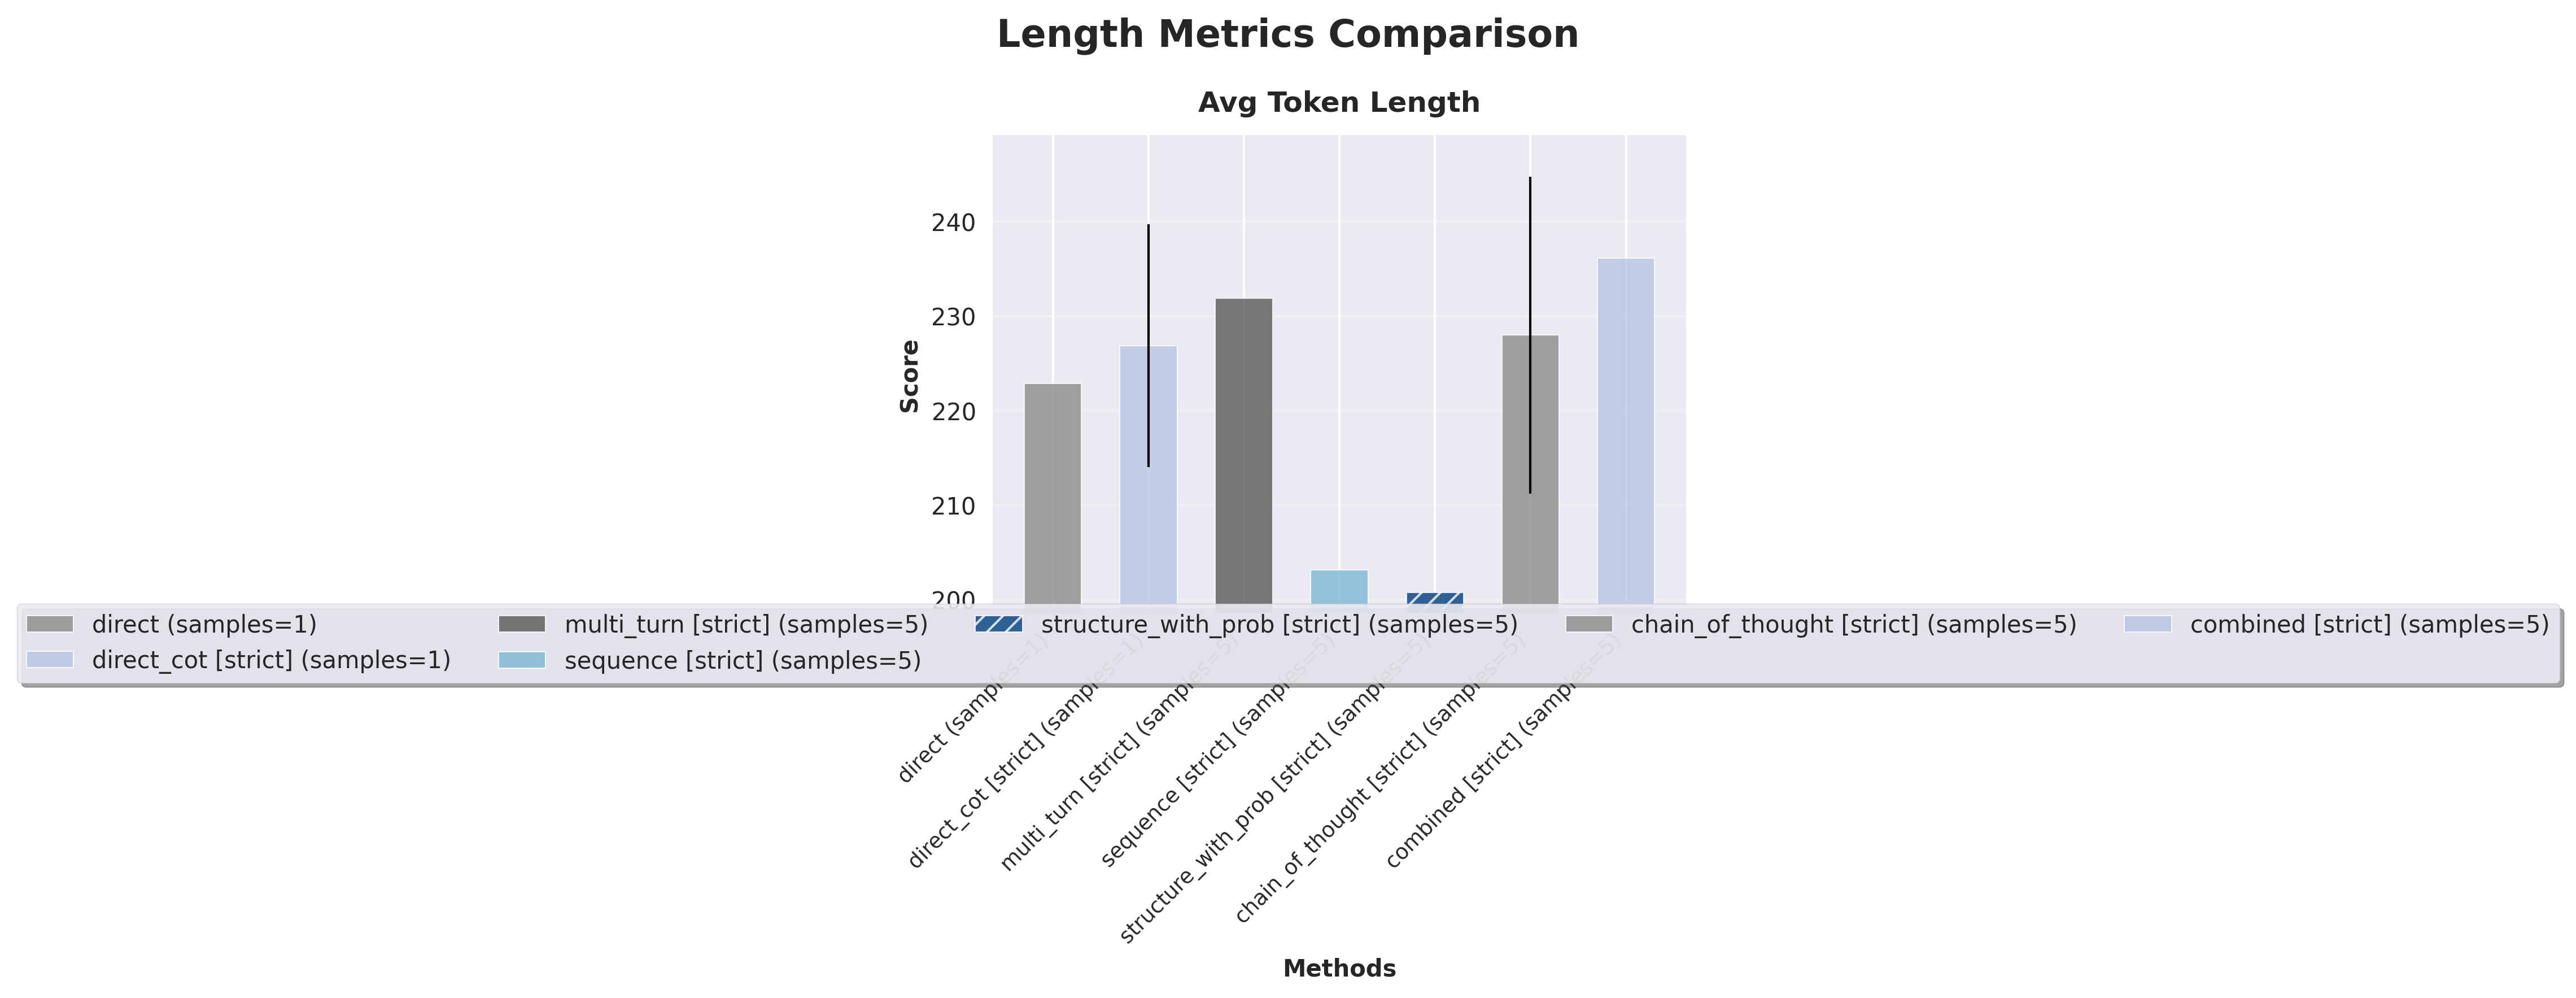 Length Metrics Comparison
Avg Token Length
Score
240
230
220
210
200
direct (samples=1)
direct_cot [strict] (samples=1)
multi_turn [strict] (samples=5)
sequence [strict] (samples=5)
structure_with_prob [strict] (samples=5)
chain_of_thought [strict] (samples=5)
combined [strict] (samples=5)
direct (samples=1)
direct_cot [strict] (samples=1)
multi_turn [strict] (samples=5)
sequence [strict] (samples=5)
structure_with_prob [strict] (samples=5)
chain_of_thought [strict] (samples=5)
combined [strict] (samples=5)
Methods